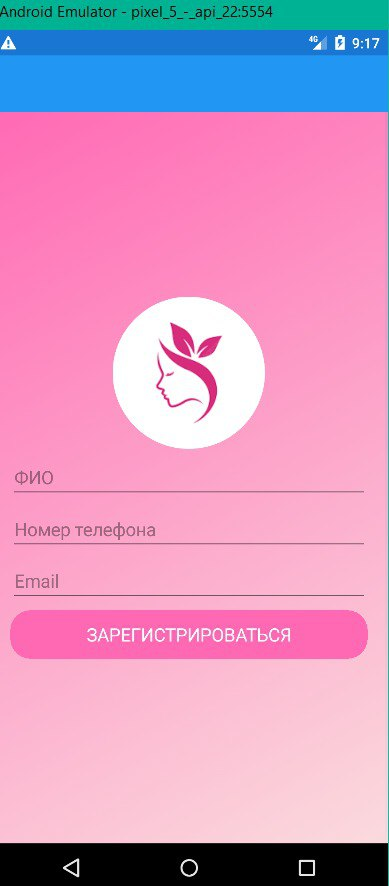 Android Emulator - pixel_5_-_api_22:5554
4G 9:17
ФИО
Номер телефона
Email
ЗАРЕГИСТРИРОВАТЬСЯ